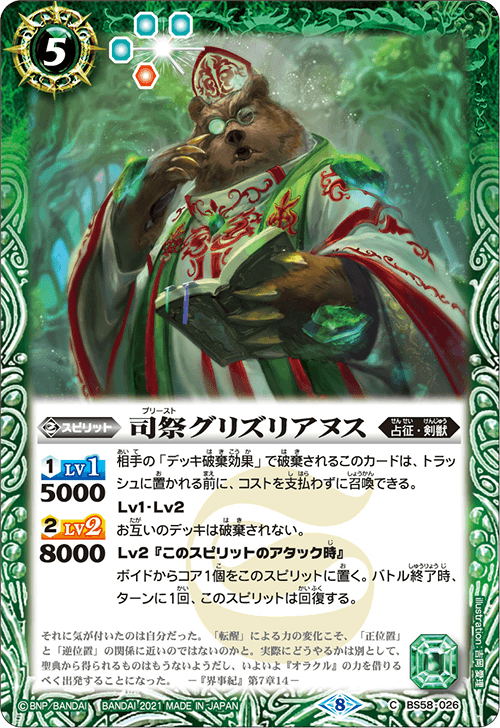 5
プリースト
スピリット
司祭グリズリアヌス
せんせい けんじゅう
占征・剣獣
1 LV1
5000
2 LV2
8000
相手の「デッキ破棄効果」で破棄されるこのカードは、トラッ
シュに置かれる前に、コストを支払わずに召喚できる。
Lv1・Lv2
お互いのデッキは破棄されない。
Lv2『このスピリットのアタック時』
ボイドからコア1個をこのスピリットに置く。バトル終了時、
ターンに1回、このスピリットは回復する。
それに気が付いたのは自分だった。「転醒」による力の変化こそ、「正位置」
と「逆位置」の関係に近いのではないのかと。実際にどうやるかは別として、
聖典から得られるものはもうないようだし、いよいよ『オラクル』の力を借りる
べく出発することになった。 ―『界事紀』第7章14―
©BNP/BANDAI BANDAI 2021 MADE IN JAPAN
8
C BS58-026